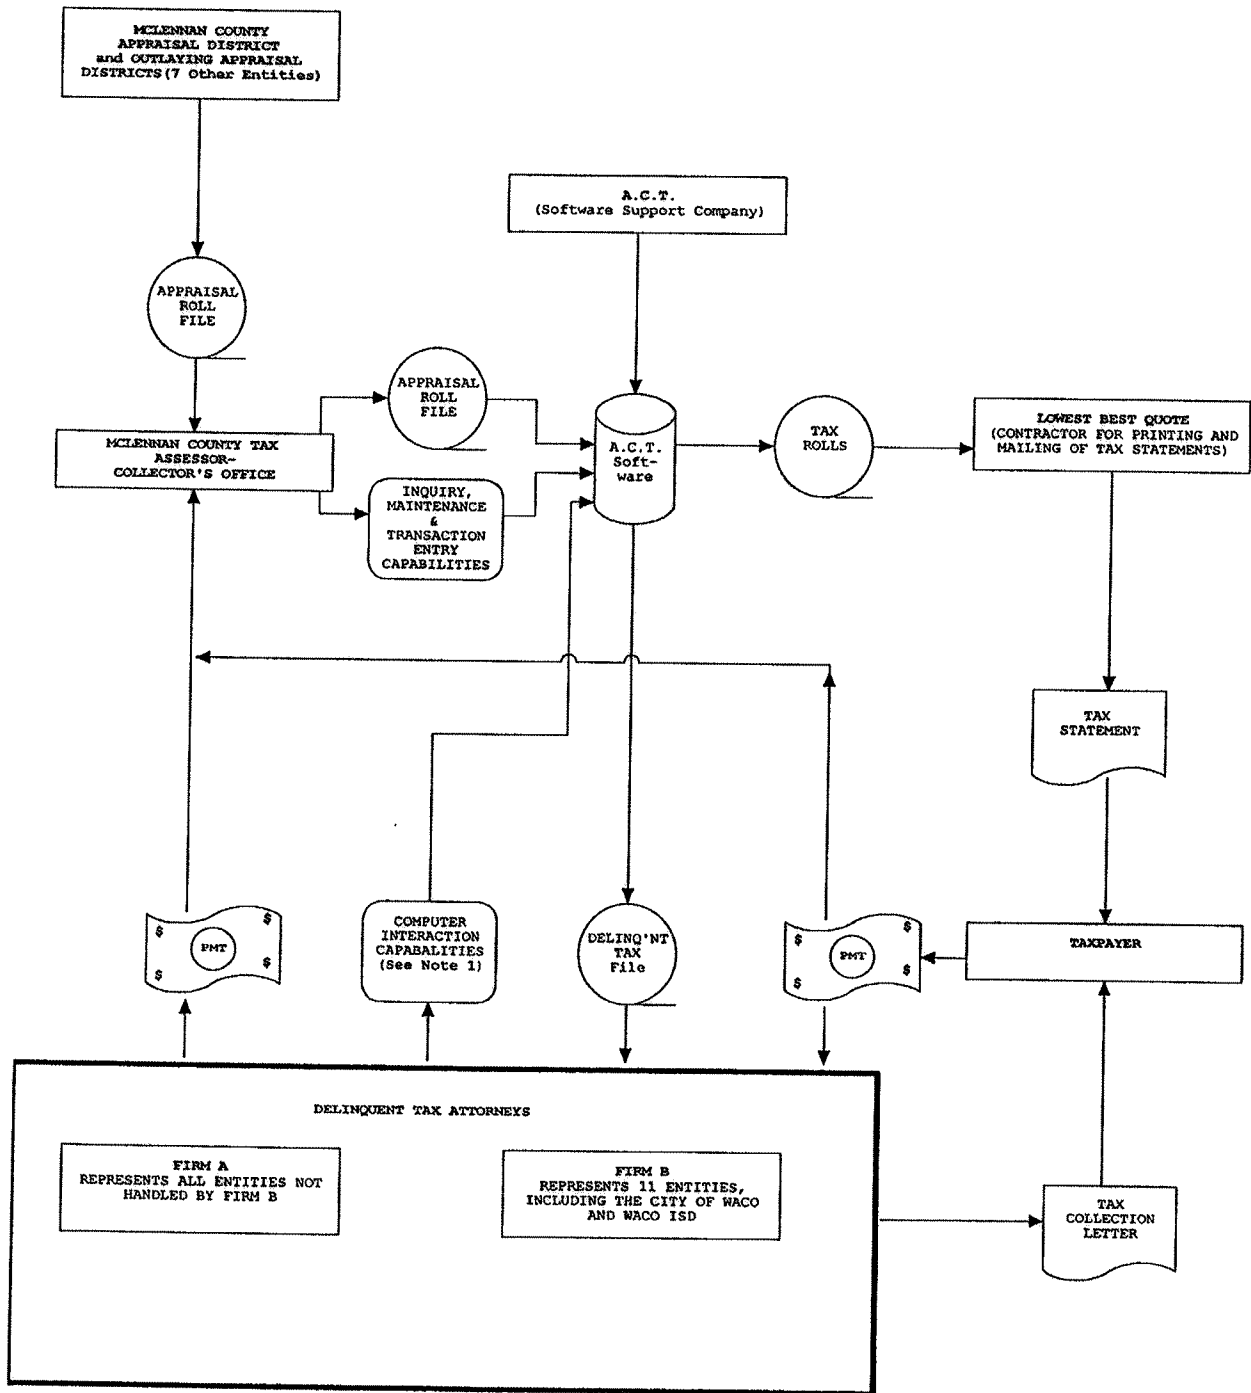 MCLENNAN COUNTY
APPRAISAL DISTRICT
and OUTLAYING APPRAISAL
DISTRICTS(7 Other Entities)
A.C.T.
(Software Support Company)
APPRAISAL
ROLL
FILE
APPRAISAL
ROLL
FILE
MCLENNAN COUNTY TAX
ASSESSOR-
COLLECTOR'S OFFICE
INQUIRY,
MAINTENANCE
&
TRANSACTION
ENTRY
CAPABILITIES
A.C.T.
Soft-
ware
TAX
ROLLS
LOWEST BEST QUOTE
(CONTRACTOR FOR PRINTING AND
MAILING OF TAX STATEMENTS)
TAX
STATEMENT
$ $
PMT
$ $
COMPUTER
INTERACTION
CAPABALITIES
(See Note 1)
DELINQ'NT
TAX
File
$ $
PMT
$ $
TAXPAYER
DELINQUENT TAX ATTORNEYS
FIRM A
REPRESENTS ALL ENTITIES NOT
HANDLED BY FIRM B
FIRM B
REPRESENTS 11 ENTITIES,
INCLUDING THE CITY OF WACO
AND WACO ISD
TAX
COLLECTION
LETTER